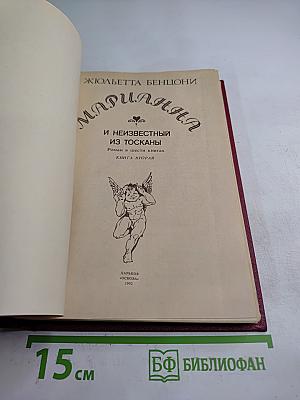 ЖЮЛЬЕТТА БЕНЦОНИ
МАРИАННА
И НЕИЗВЕСТНЫЙ
ИЗ ТОСКАНЫ
Роман в шести книгах
КНИГА ВТОРАЯ
ХАРЬКОВ
«ОСНОВА»
1992
15 см
БФ БИБЛИОФАН